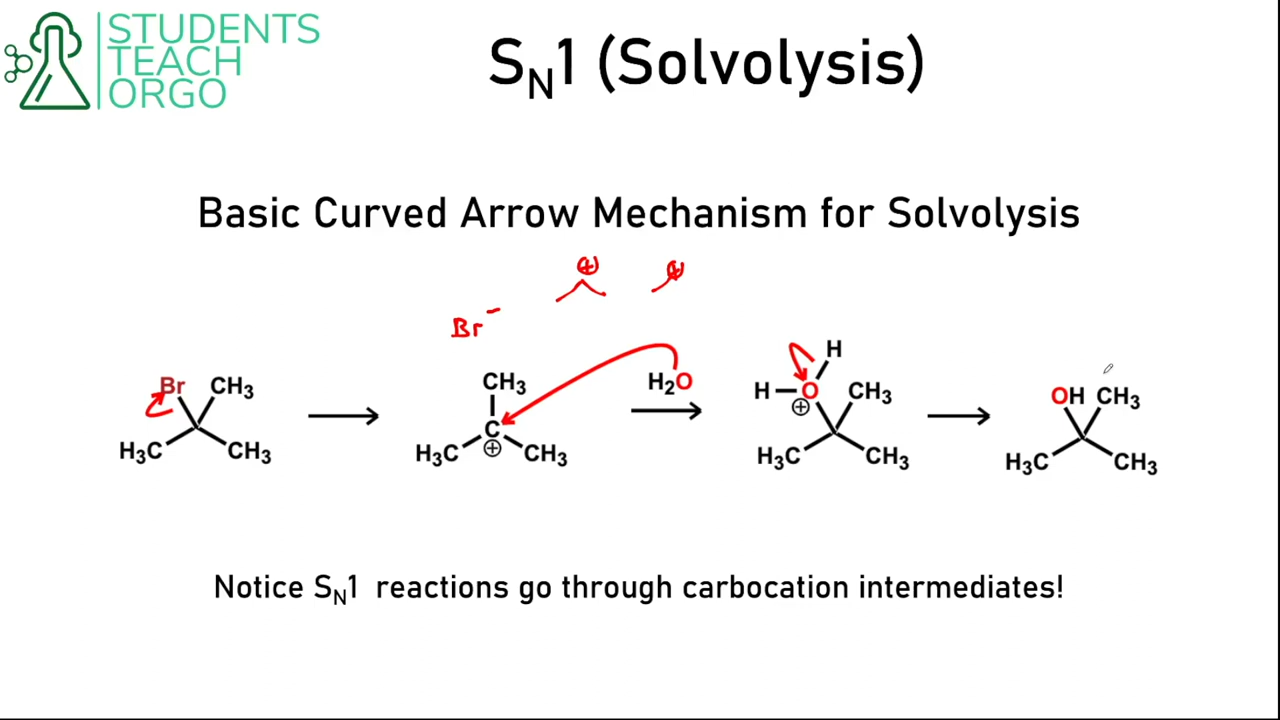 STUDENTS
TEACH
ORGO
SN1 (Solvolysis)
Basic Curved Arrow Mechanism for Solvolysis
⊕ ⊕
Br⁻
Br CH3
H3C CH3
CH3
C
⊕
H3C CH3
H2O
H
H O CH3
⊕
H3C CH3
OH CH3
H3C CH3
Notice SN1 reactions go through carbocation intermediates!